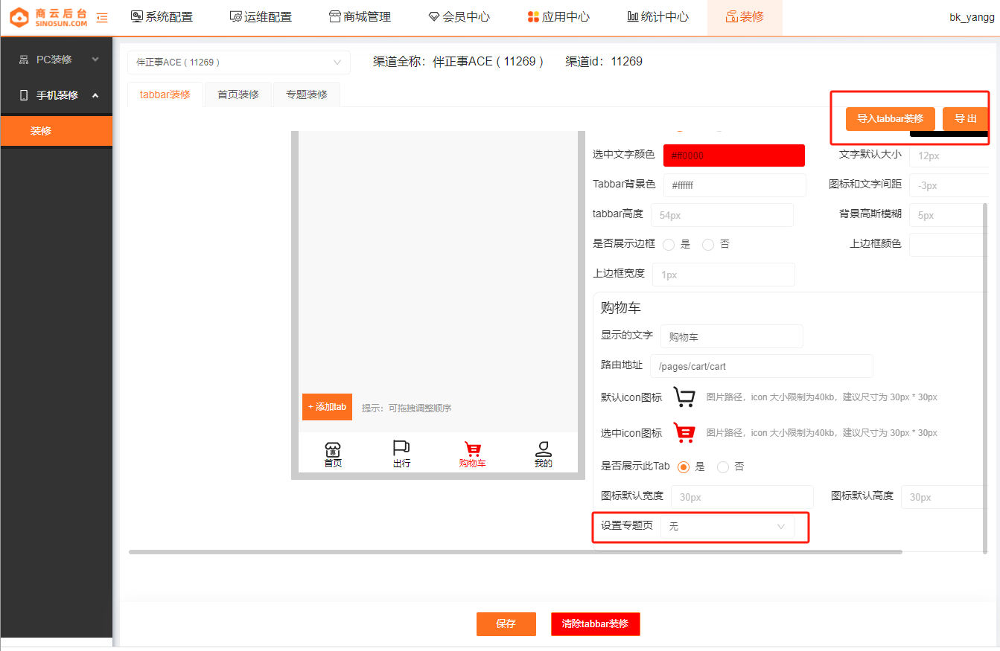 商云后台
SINOSUN.COM
系统配置
运维配置
商城管理
会员中心
应用中心
统计中心
装修
bk_yangg
PC装修
手机装修
装修
伴正事ACE ( 11269 )
渠道全称：伴正事ACE ( 11269 )
渠道id：11269
tabbar装修
首页装修
专题装修
导入tabbar装修
导 出
选中文字颜色
#ff0000
文字默认大小
12px
Tabbar背景色
#ffffff
图标和文字间距
-3px
tabbar高度
54px
背景高斯模糊
5px
是否展示边框
是
否
上边框颜色
上边框宽度
1px
购物车
显示的文字
购物车
路由地址
/pages/cart/cart
默认icon图标
图片路径，icon 大小限制为40kb，建议尺寸为 30px * 30px
选中icon图标
图片路径，icon 大小限制为40kb，建议尺寸为 30px * 30px
是否展示此Tab
是
否
图标默认宽度
30px
图标默认高度
30px
设置专题页
无
+ 添加tab
提示：可拖拽调整顺序
惠
首页
出行
购物车
我的
保存
清除tabbar装修